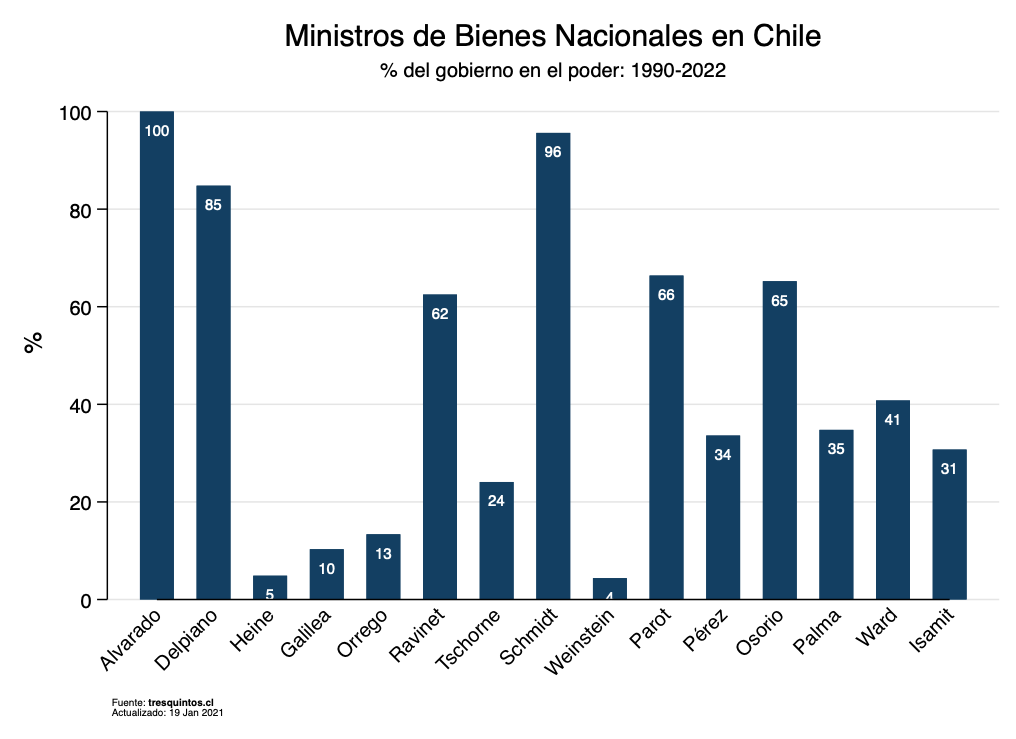 Ministros de Bienes Nacionales en Chile
% del gobierno en el poder: 1990-2022
%
100
80
60
40
20
0
100
85
5
10
13
62
24
96
4
66
34
65
35
41
31
Alvarado
Delpiano
Heine
Galilea
Orrego
Ravinet
Tschorne
Schmidt
Weinstein
Parot
Pérez
Osorio
Palma
Ward
Isamit
Fuente: tresquintos.cl
Actualizado: 19 Jan 2021